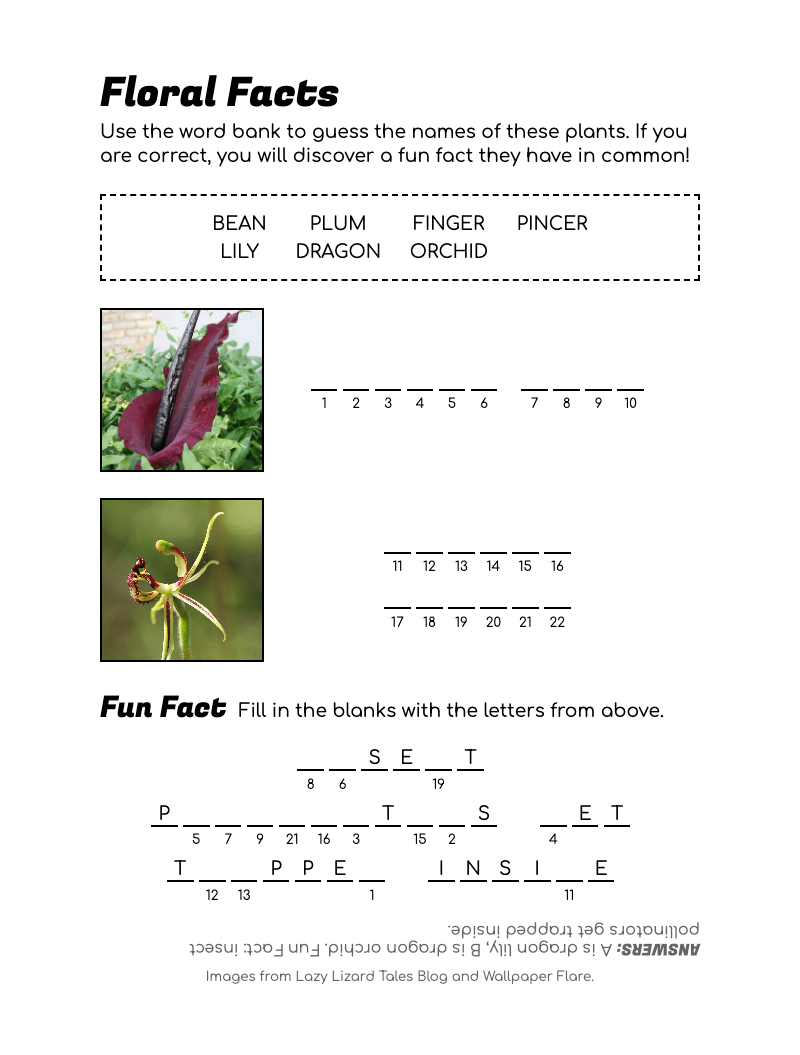 Floral Facts
Use the word bank to guess the names of these plants. If you
are correct, you will discover a fun fact they have in common!
BEAN PLUM FINGER PINCER
LILY DRAGON ORCHID
1 2 3 4 5 6 7 8 9 10
11 12 13 14 15 16
17 18 19 20 21 22
Fun Fact Fill in the blanks with the letters from above.
_ _ S E _ T
8 6 19
P _ _ _ _ _ _ T _ _ S _ E T
5 7 9 21 16 3 15 2 4
T _ _ P P E _ I N S I _ E
12 13 1 11
ANSWERS: A is dragon lily, B is dragon orchid. Fun Fact: insect
pollinators get trapped inside.
Images from Lazy Lizard Tales Blog and Wallpaper Flare.